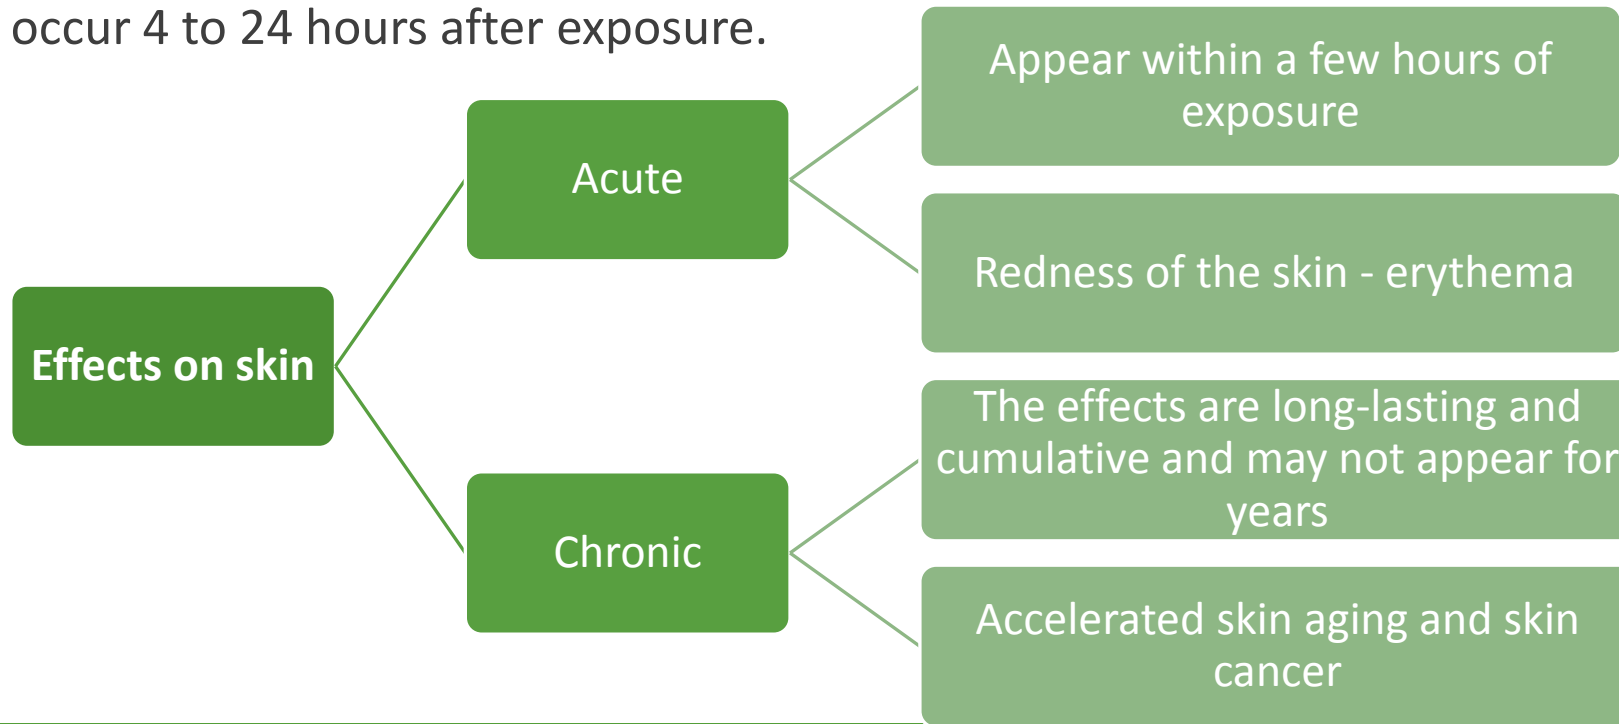 occur 4 to 24 hours after exposure.
Effects on skin
Acute
Appear within a few hours of
exposure
Redness of the skin - erythema
Chronic
The effects are long-lasting and
cumulative and may not appear for
years
Accelerated skin aging and skin
cancer